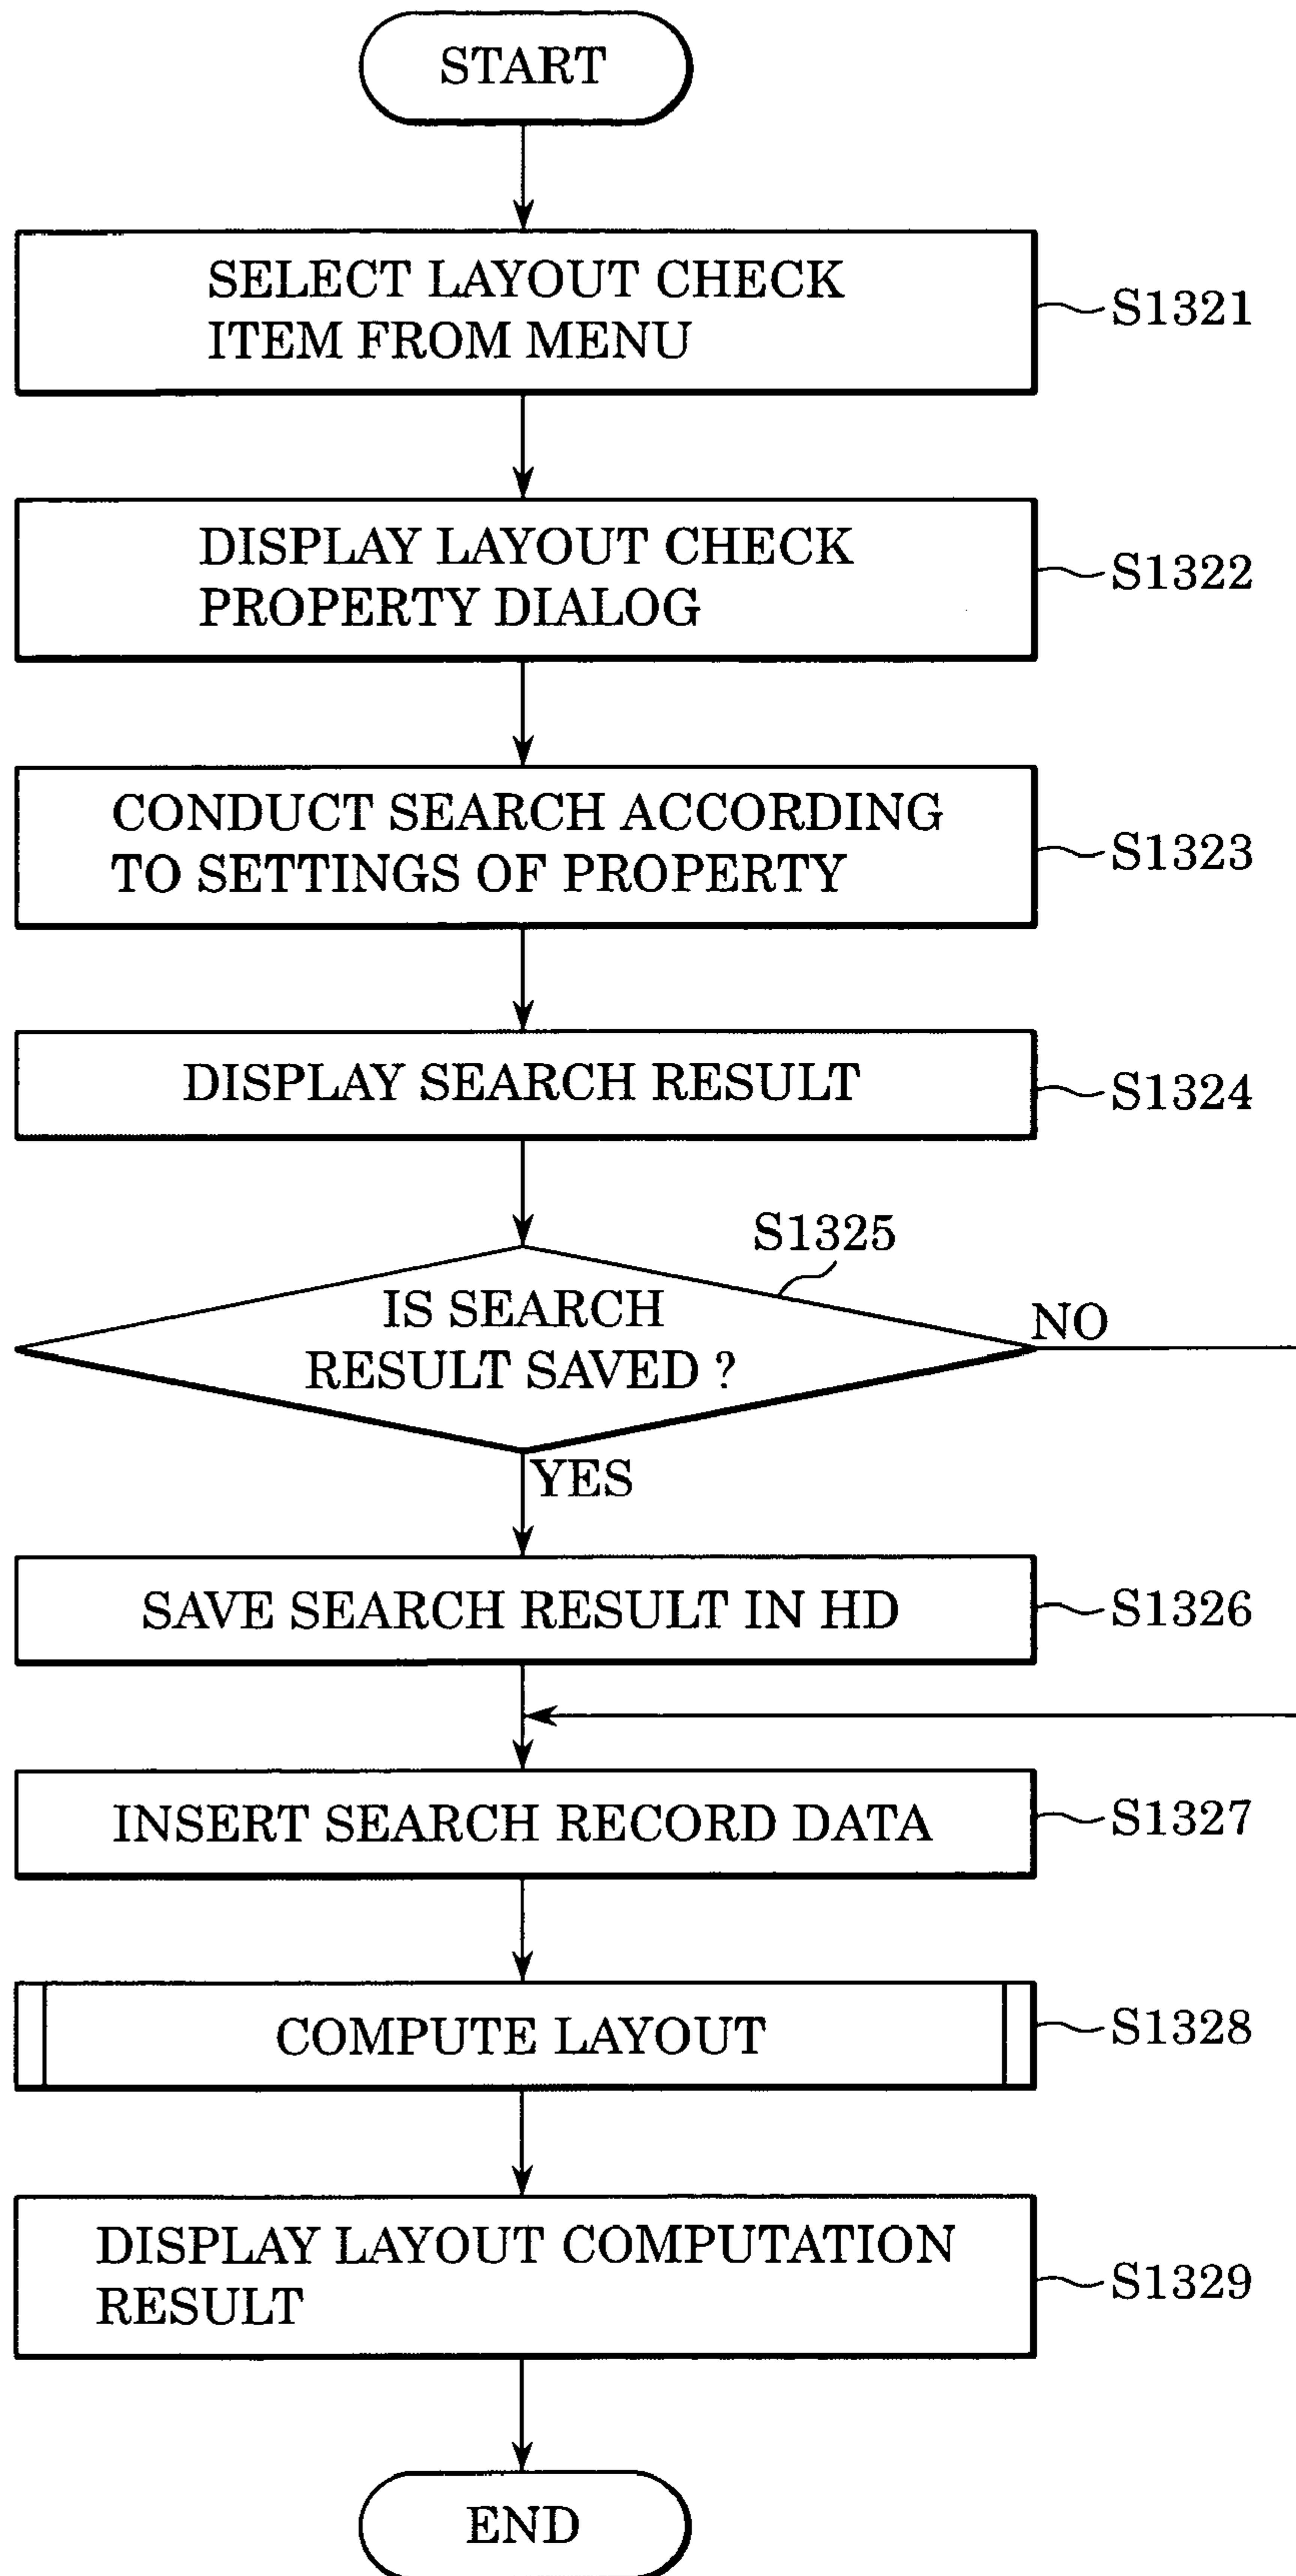 START
SELECT LAYOUT CHECK
ITEM FROM MENU
S1321
DISPLAY LAYOUT CHECK
PROPERTY DIALOG
S1322
CONDUCT SEARCH ACCORDING
TO SETTINGS OF PROPERTY
S1323
DISPLAY SEARCH RESULT
S1324
S1325
IS SEARCH
RESULT SAVED ?
NO
YES
SAVE SEARCH RESULT IN HD
S1326
INSERT SEARCH RECORD DATA
S1327
COMPUTE LAYOUT
S1328
DISPLAY LAYOUT COMPUTATION
RESULT
S1329
END